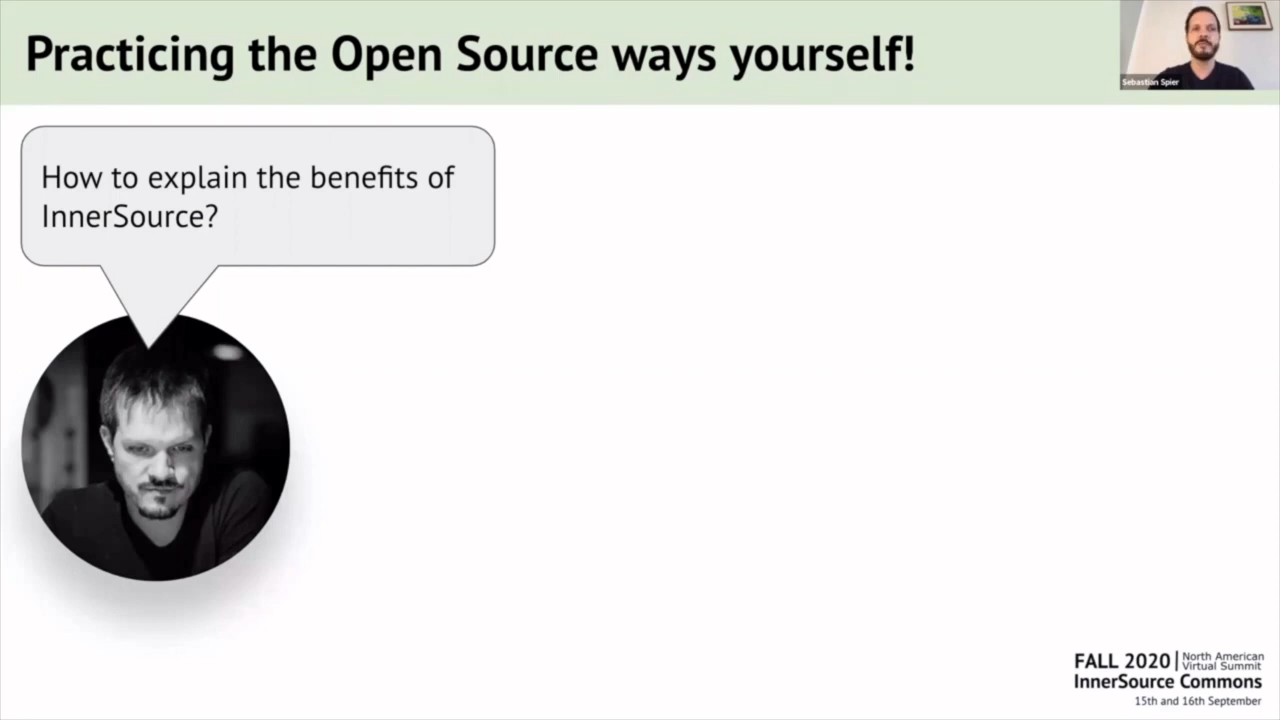 Practicing the Open Source ways yourself!
Sebastian Spier
How to explain the benefits of
InnerSource?
FALL 2020 | North American
Virtual Summit
InnerSource Commons
15th and 16th September